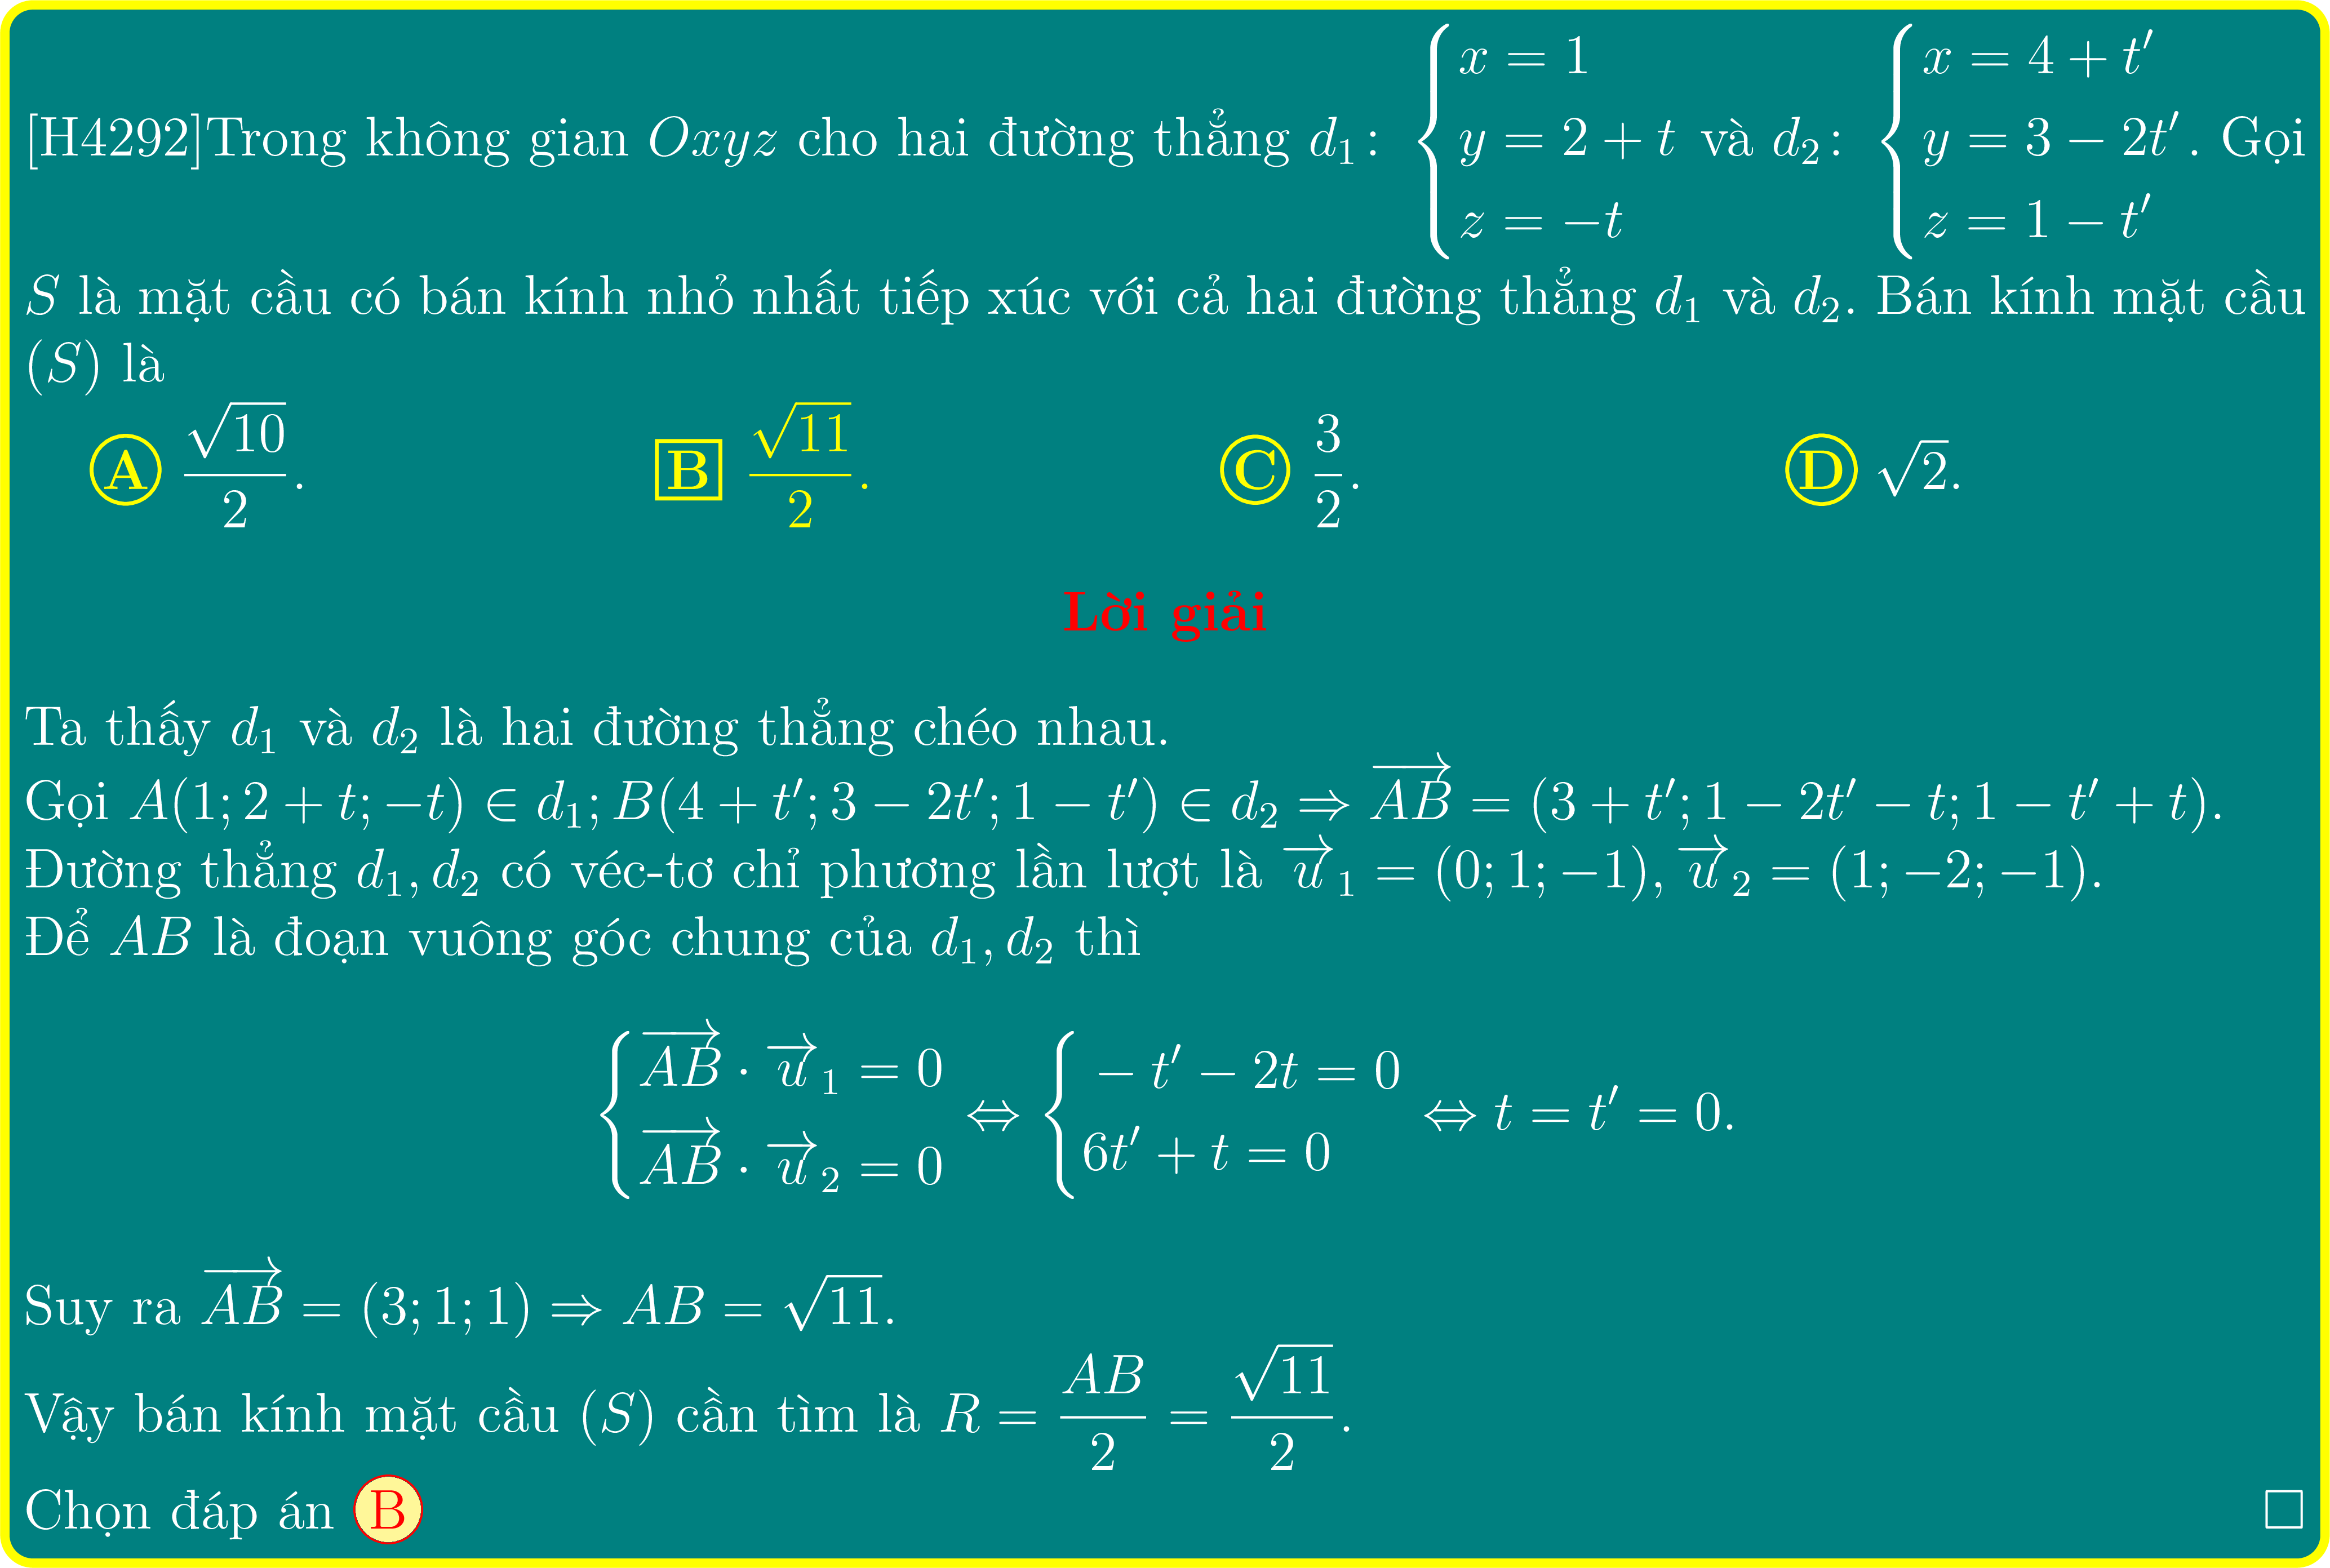 [H4292]Trong không gian $Oxyz$ cho hai đường thẳng $d_1\colon \begin{cases} x = 1 \\ y = 2 + t \\ z = -t \end{cases}$ và $d_2\colon \begin{cases} x = 4 + t' \\ y = 3 - 2t' \\ z = 1 - t' \end{cases}$. Gọi
$S$ là mặt cầu có bán kính nhỏ nhất tiếp xúc với cả hai đường thẳng $d_1$ và $d_2$. Bán kính mặt cầu
$(S)$ là
A $\dfrac{\sqrt{10}}{2}$. B $\dfrac{\sqrt{11}}{2}$. C $\dfrac{3}{2}$. D $\sqrt{2}$.
Lời giải
Ta thấy $d_1$ và $d_2$ là hai đường thẳng chéo nhau.
Gọi $A(1; 2 + t; -t) \in d_1; B(4 + t'; 3 - 2t'; 1 - t') \in d_2 \Rightarrow \overrightarrow{AB} = (3 + t'; 1 - 2t' - t; 1 - t' + t)$.
Đường thẳng $d_1, d_2$ có véc-tơ chỉ phương lần lượt là $\overrightarrow{u}_1 = (0; 1; -1), \overrightarrow{u}_2 = (1; -2; -1)$.
Để $AB$ là đoạn vuông góc chung của $d_1, d_2$ thì
$\begin{cases} \overrightarrow{AB} \cdot \overrightarrow{u}_1 = 0 \\ \overrightarrow{AB} \cdot \overrightarrow{u}_2 = 0 \end{cases} \Leftrightarrow \begin{cases} -t' - 2t = 0 \\ 6t' + t = 0 \end{cases} \Leftrightarrow t = t' = 0.$
Suy ra $\overrightarrow{AB} = (3; 1; 1) \Rightarrow AB = \sqrt{11}$.
Vậy bán kính mặt cầu $(S)$ cần tìm là $R = \dfrac{AB}{2} = \dfrac{\sqrt{11}}{2}$.
Chọn đáp án B □